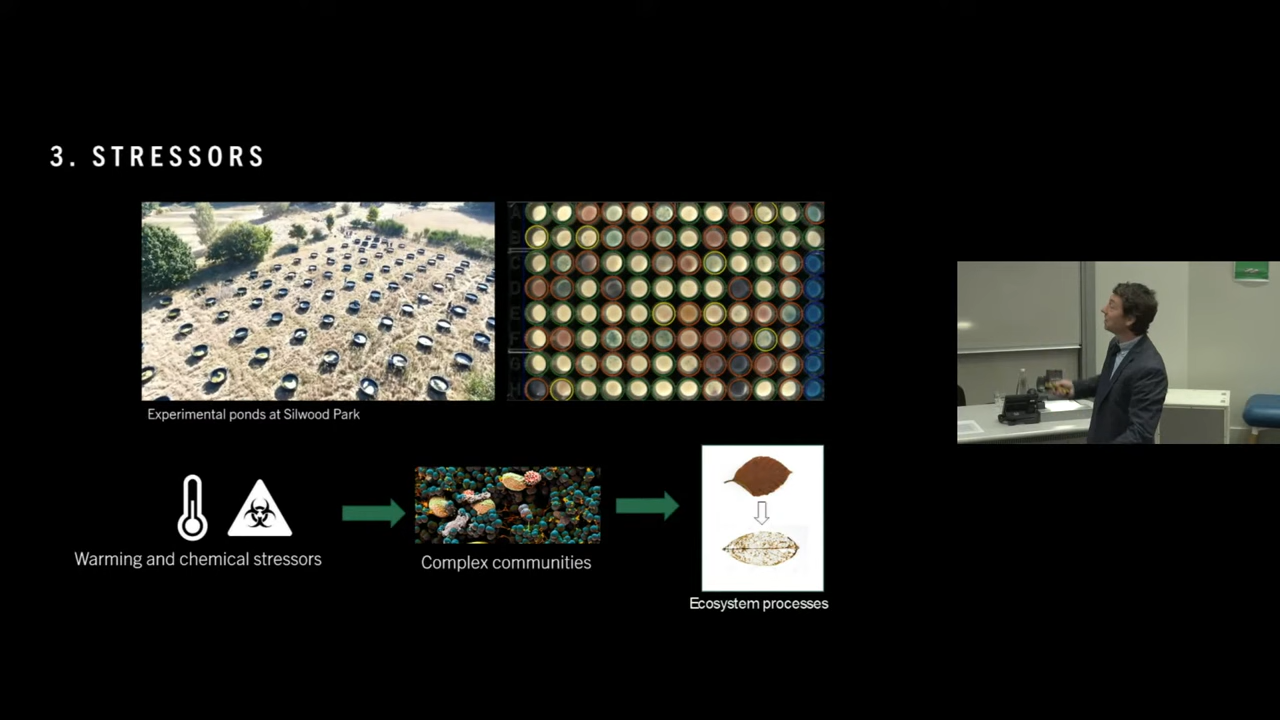 3. STRESSORS
A
B
C
D
E
F
G
H
Experimental ponds at Silwood Park
Warming and chemical stressors
Complex communities
Ecosystem processes